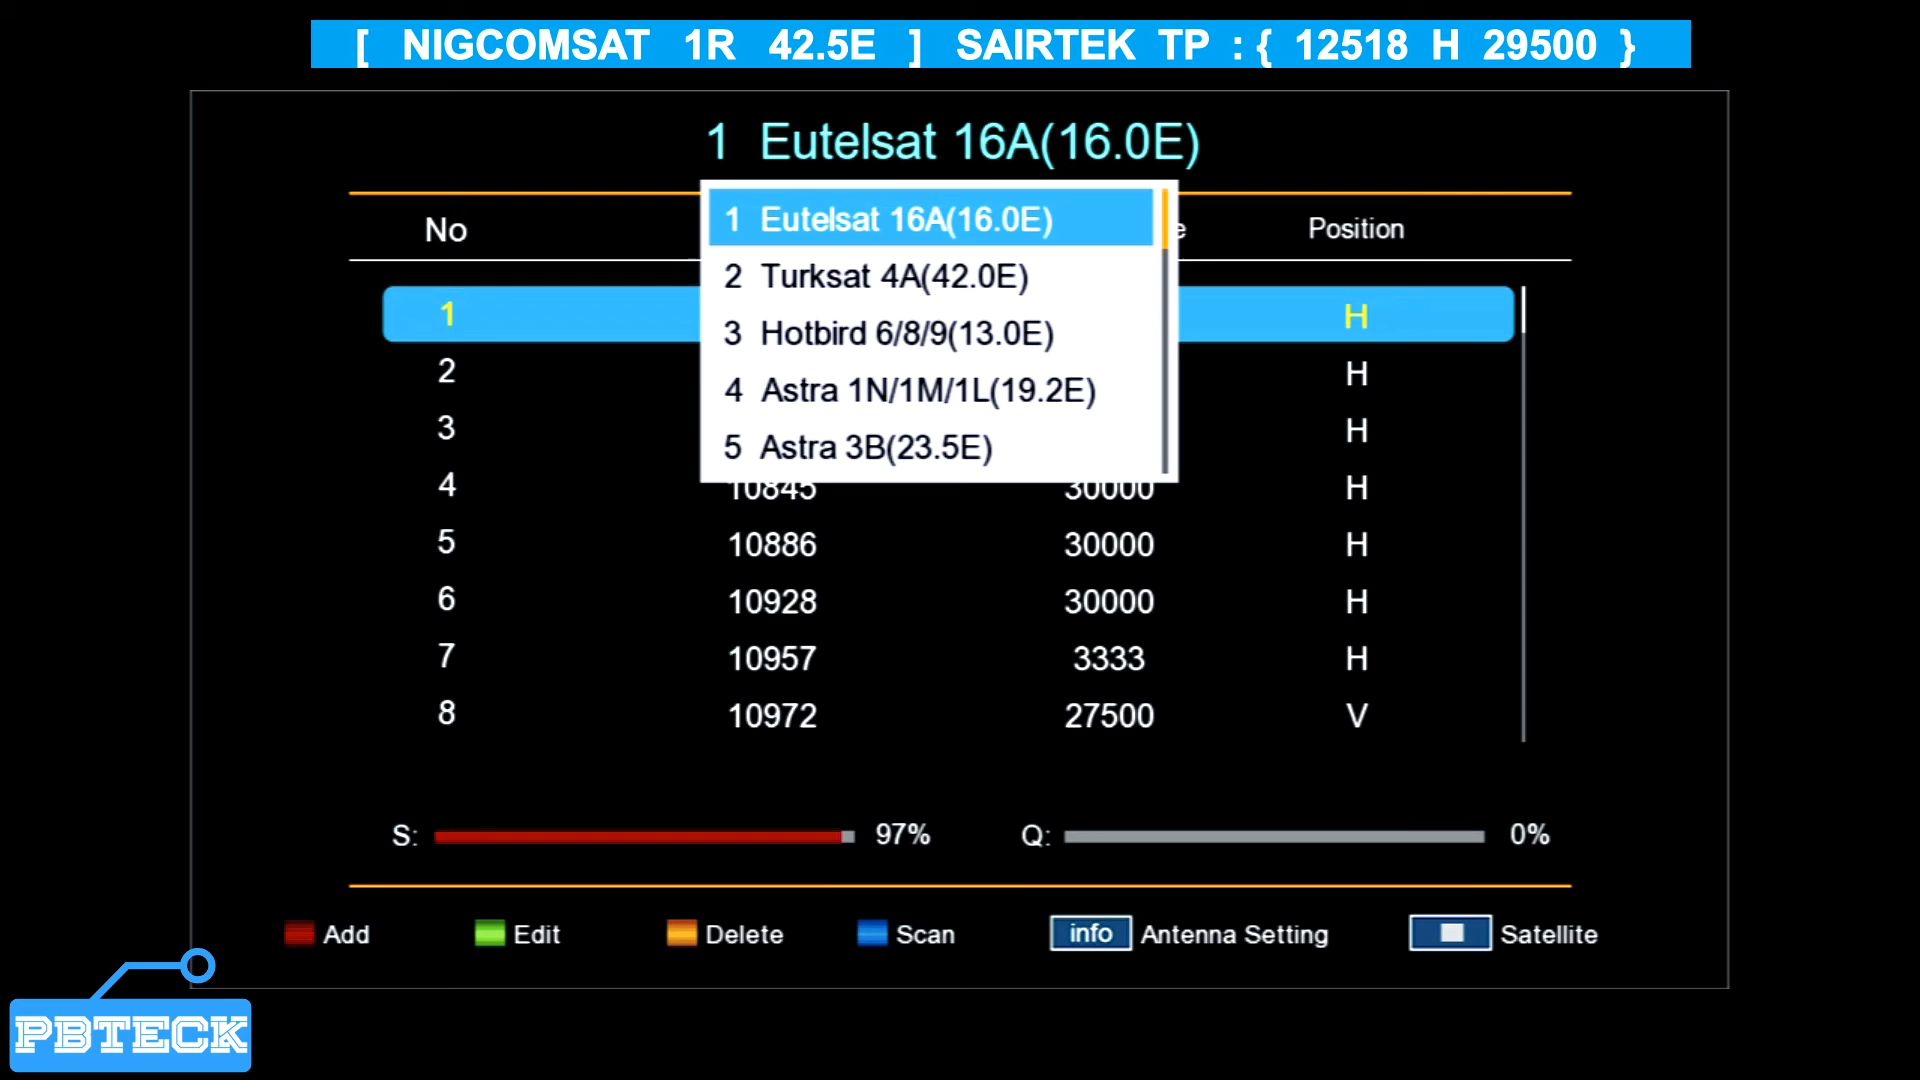 [ NIGCOMSAT 1R 42.5E ] SAIRTEK TP : { 12518 H 29500 }
1 Eutelsat 16A(16.0E)
No e Position
1 Eutelsat 16A(16.0E)
2 Turksat 4A(42.0E)
3 Hotbird 6/8/9(13.0E)
4 Astra 1N/1M/1L(19.2E)
5 Astra 3B(23.5E)
1 H
2 H
3 H
4 10845 30000 H
5 10886 30000 H
6 10928 30000 H
7 10957 3333 H
8 10972 27500 V
S: 97% Q: 0%
Add Edit Delete Scan info Antenna Setting Satellite
PBTECK